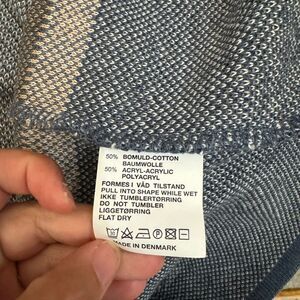 50% BOMULD-COTTON
BAUMWOLLE
50% ACRYL-ACRYLIC
POLYACRYL
FORMES I VÅD TILSTAND
PULL INTO SHAPE WHILE WET
IKKE TUMBLERTØRRING
DO NOT TUMBLER
LIGGETØRRING
FLAT DRY
MADE IN DENMARK